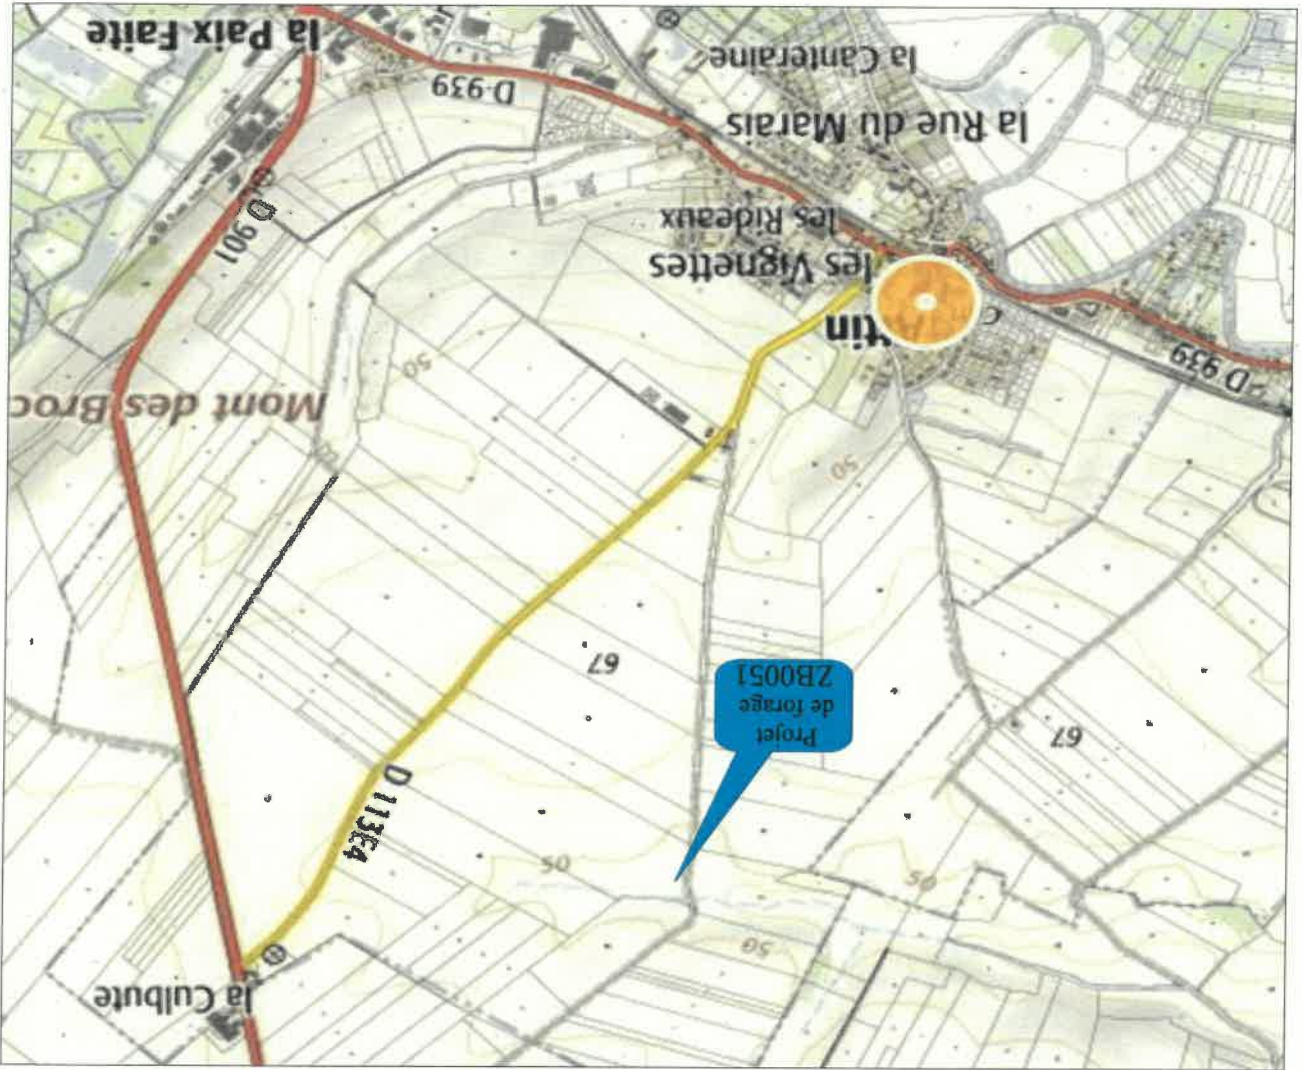 la Culbute
50
50
50
D 113E4
Projet
de forage
ZB0051
67
67
50
Mont des Broc
50
D 939
tin
C
les Vignettes
D 901
les Rideaux
la Rue du Marais
D 939
la Canteraine
la Paix Faite